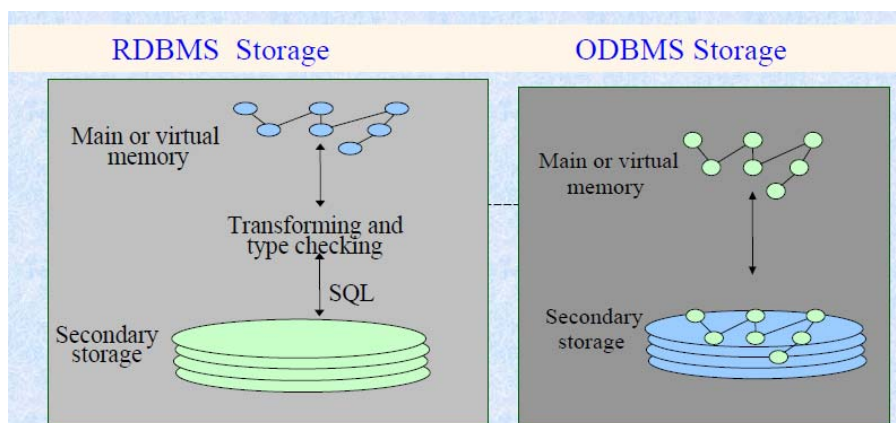 RDBMS Storage
ODBMS Storage
Main or virtual
memory
Transforming and
type checking
SQL
Secondary
storage
Main or virtual
memory
Secondary
storage